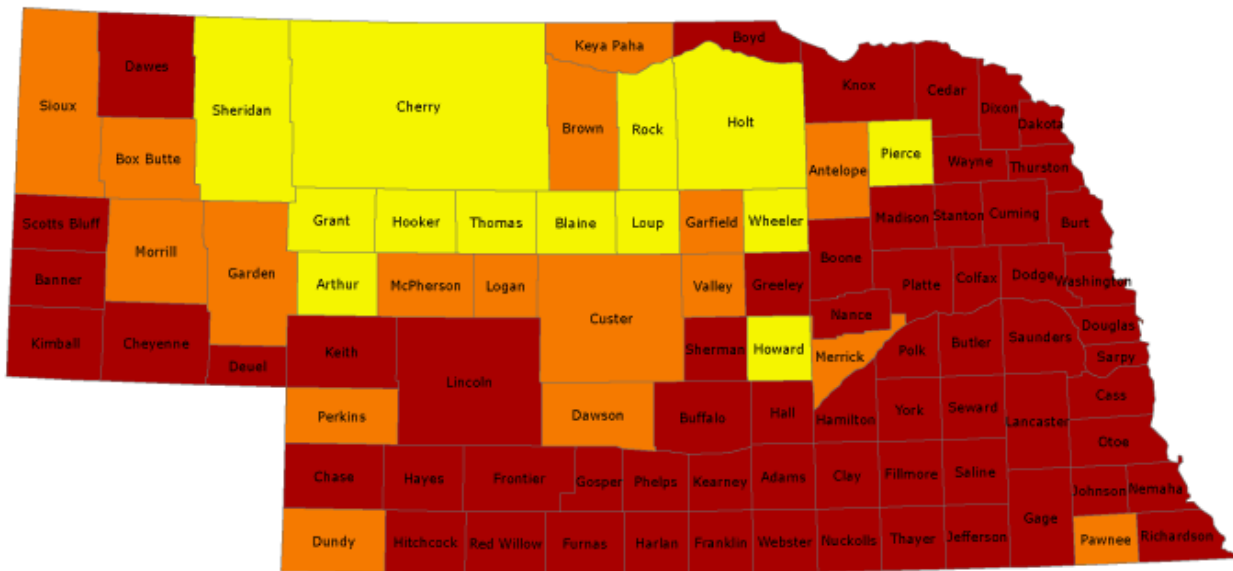 Boyd
Keya Paha
Dawes
Knox
Cedar
Sioux
Cherry
Sheridan
Dixon
Holt
Dakota
Brown
Rock
Box Butte
Pierce
Wayne
Antelope
Thurston
Scotts Bluff
Grant
Hooker
Thomas
Blaine
Loup
Garfield
Wheeler
Madison
Stanton
Cuming
Burt
Morrill
Boone
Garden
Banner
Arthur
McPherson
Logan
Valley
Greeley
Platte
Colfax
Dodge
Washington
Custer
Nance
Douglas
Kimball
Cheyenne
Keith
Sherman
Howard
Merrick
Polk
Butler
Saunders
Sarpy
Deuel
Lincoln
Cass
Perkins
Dawson
Buffalo
Hall
Hamilton
York
Seward
Lancaster
Otoe
Chase
Hayes
Frontier
Gosper
Phelps
Kearney
Adams
Clay
Fillmore
Saline
Johnson
Nemaha
Gage
Dundy
Hitchcock
Red Willow
Furnas
Harlan
Franklin
Webster
Nuckolls
Thayer
Jefferson
Pawnee
Richardson